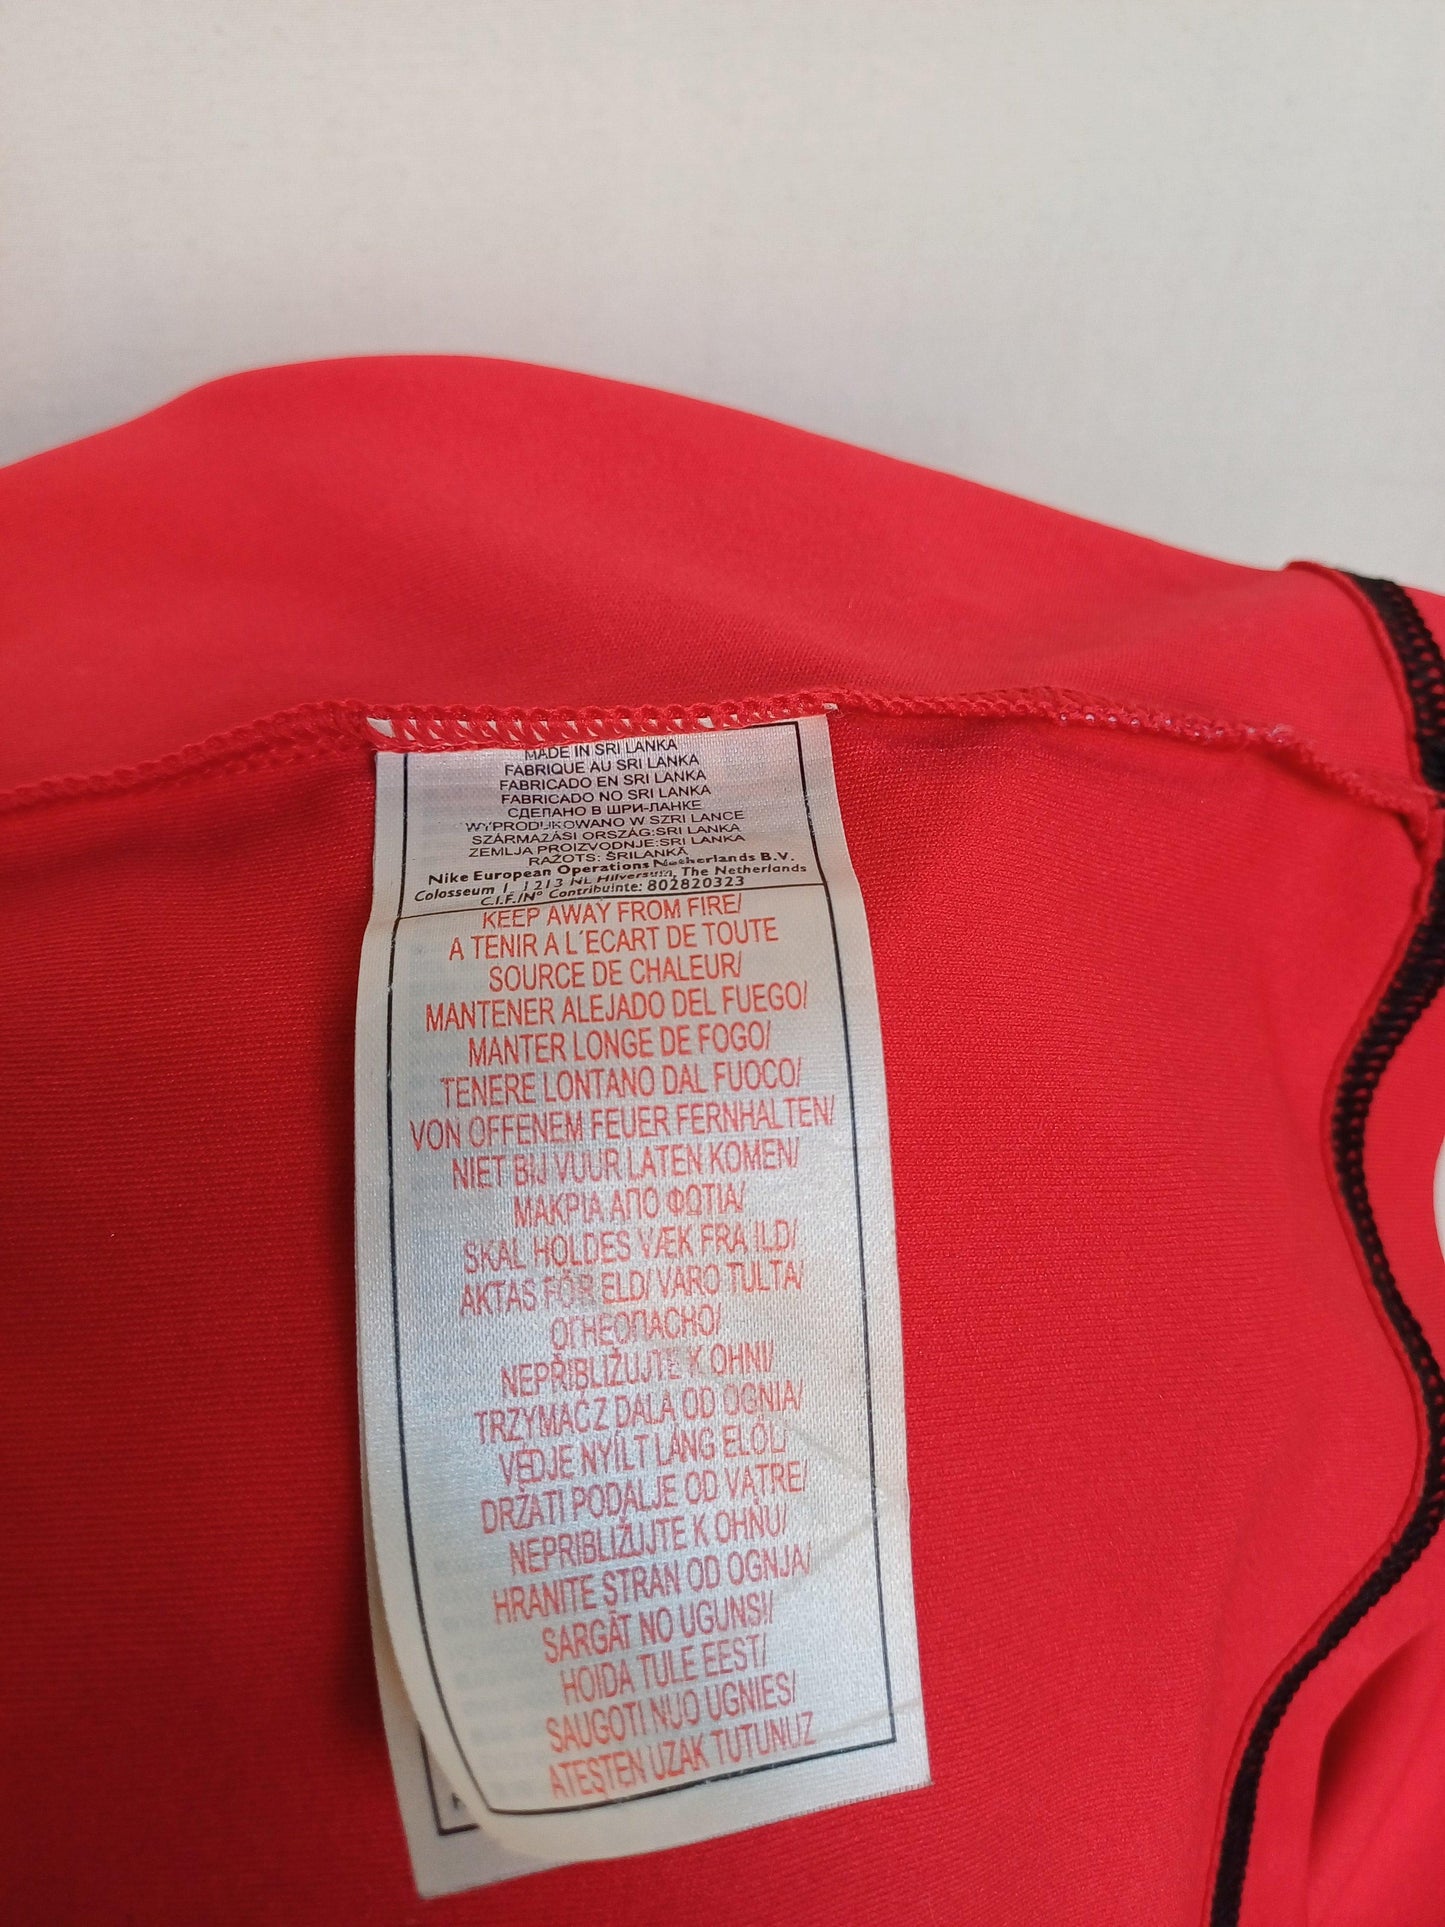 MADE IN SRI LANKA
FABRIQUE AU SRI LANKA
FABRICADO EN SRI LANKA
FABRICADO NO SRI LANKA
СДЕЛАНО В ШРИ-ЛАНКЕ
WYPRODUKOWANO W SZRI LANCE
SZÁRMAZÁSI ORSZÁG:SRI LANKA
ZEMLJA PROIZVODNJE:SRI LANKA
RAŽOTS: ŠRILANKĀ
Nike European Operations Netherlands B.V.
Colosseum 1, 1213 NL Hilversum, The Netherlands
C.I.F./N° Contribuinte: 802820323
KEEP AWAY FROM FIRE/
A TENIR A L´ECART DE TOUTE
SOURCE DE CHALEUR/
MANTENER ALEJADO DEL FUEGO/
MANTER LONGE DE FOGO/
TENERE LONTANO DAL FUOCO/
VON OFFENEM FEUER FERNHALTEN/
NIET BIJ VUUR LATEN KOMEN/
ΜΑΚΡΙΑ ΑΠΟ ΦΩΤΙΑ/
SKAL HOLDES VÆK FRA ILD/
AKTAS FÖR ELD/ VARO TULTA/
ОГНЕОПАСНО/
NEPŘIBLIŽUJTE K OHNI/
TRZYMAĆ Z DALA OD OGNIA/
VÉDJE NYÍLT LÁNG ELŐL/
DRŽATI PODALJE OD VATRE/
NEPRIBLIŽUJTE K OHŇU/
HRANITE STRAN OD OGNJA/
SARGĀT NO UGUNS!/
HOIDA TULE EEST/
SAUGOTI NUO UGNIES/
ATEŞTEN UZAK TUTUNUZ